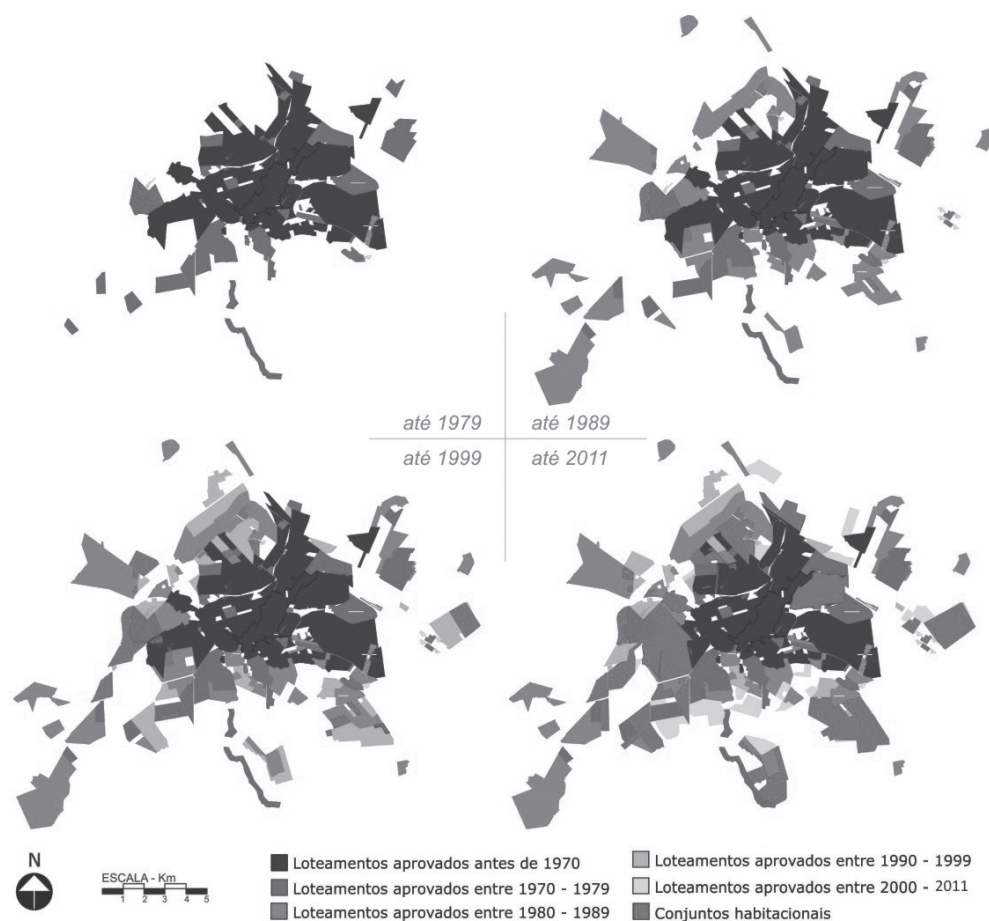 até 1979
até 1989
até 1999
até 2011
N
ESCALA - Km
1 2 3 4 5
Loteamentos aprovados antes de 1970
Loteamentos aprovados entre 1970 - 1979
Loteamentos aprovados entre 1980 - 1989
Loteamentos aprovados entre 1990 - 1999
Loteamentos aprovados entre 2000 - 2011
Conjuntos habitacionais